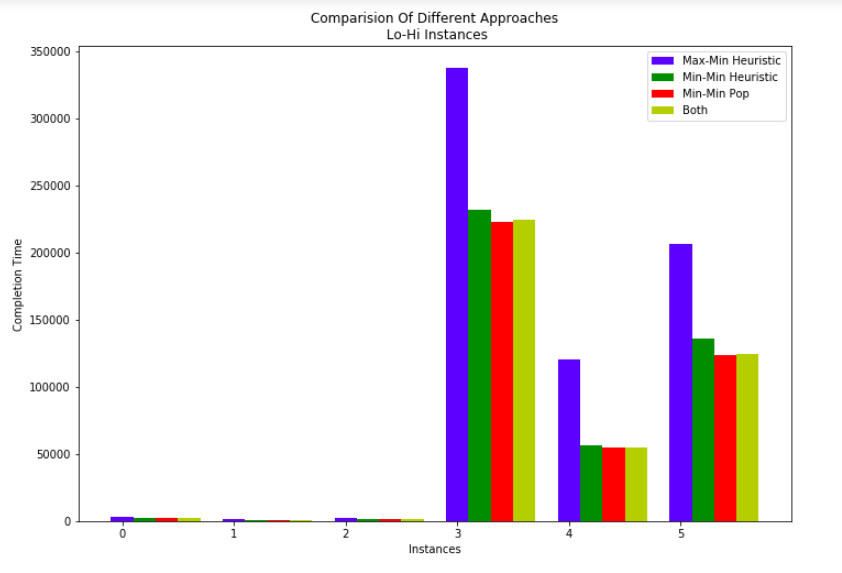 Comparision Of Different Approaches
Lo-Hi Instances
Max-Min Heuristic
Min-Min Heuristic
Min-Min Pop
Both
350000
300000
250000
200000
150000
100000
50000
0
Completion Time
0 1 2 3 4 5
Instances